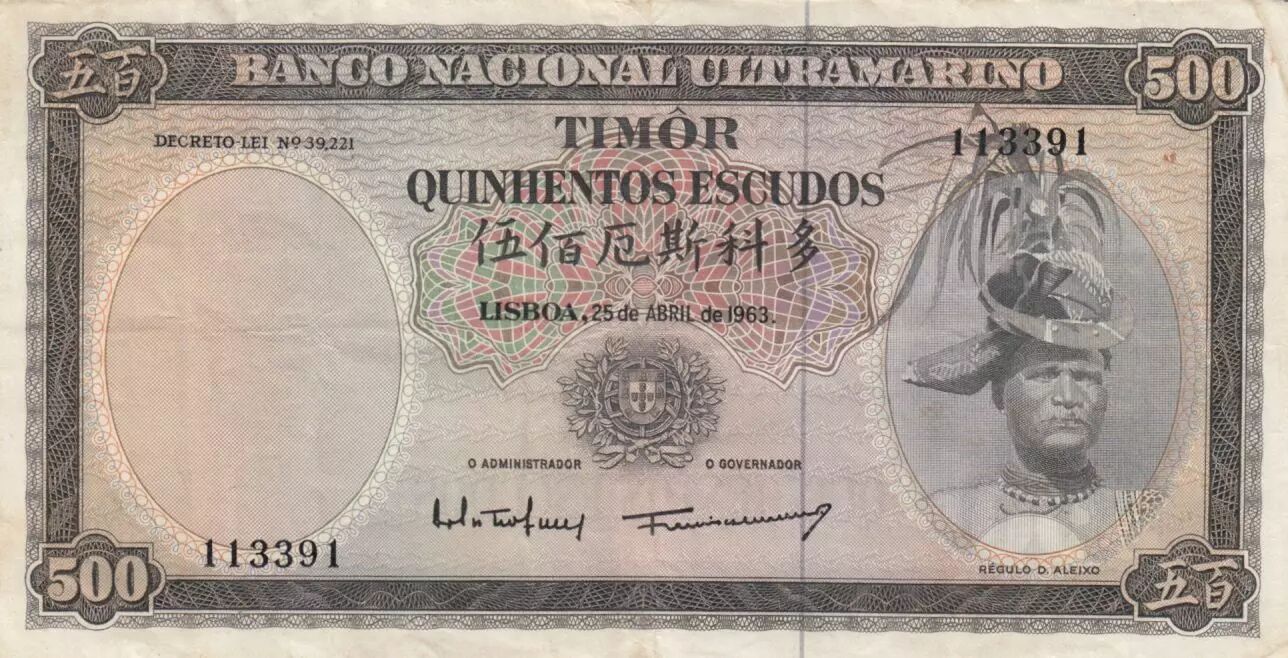 五百 BANCO NACIONAL ULTRAMARINO 500
TIMÔR
DECRETO-LEI Nº 39,221
113391
QUINHENTOS ESCUDOS
伍佰厄斯科多
LISBOA, 25 de ABRIL de 1963.
O ADMINISTRADOR O GOVERNADOR
113391
RÉGULO D. ALEIXO
500 五百